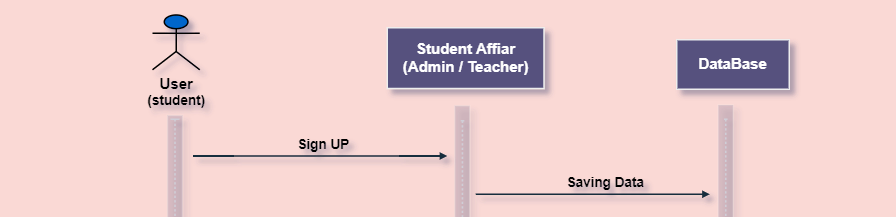 Student Affiar
(Admin / Teacher)
DataBase
User
(student)
Sign UP
Saving Data